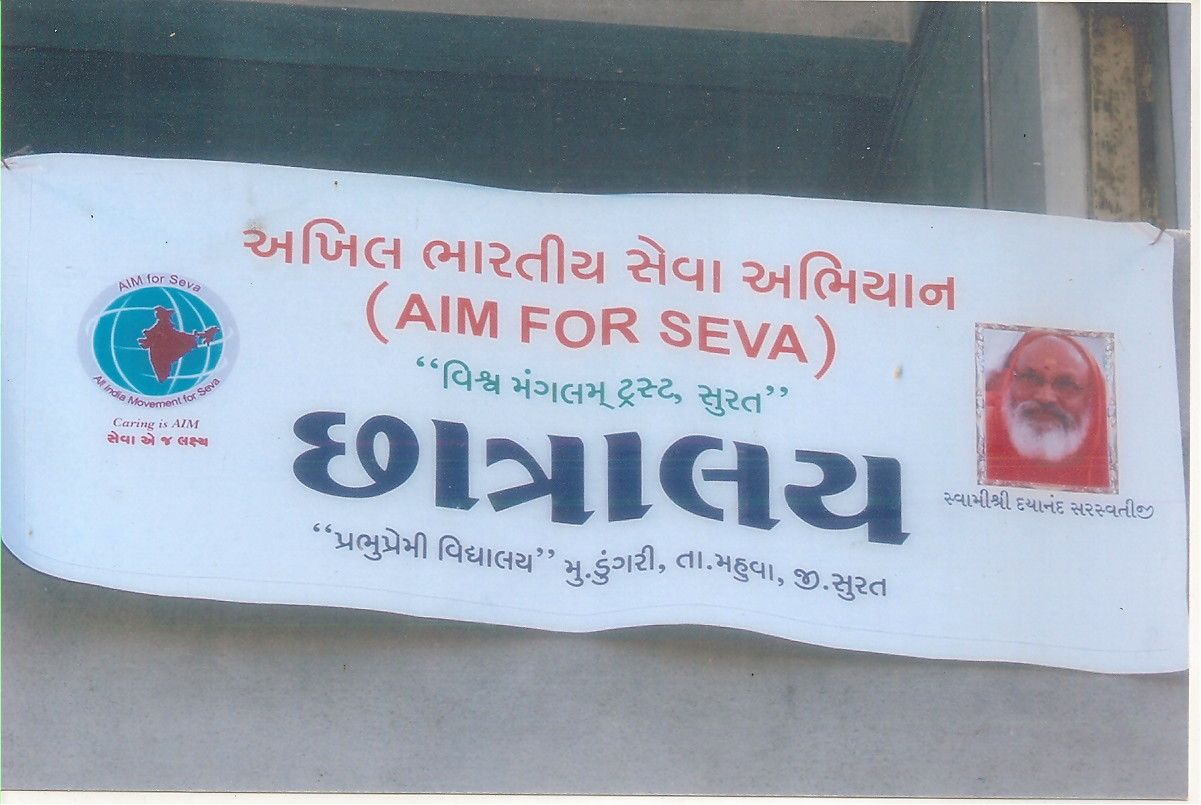 અખિલ ભારતીય સેવા અભિયાન
(AIM FOR SEVA)
“વિશ્વ મંગલમ્ ટ્રસ્ટ, સુરત”
છાત્રાલય
“પ્રભુપ્રેમી વિદ્યાલય” મુ.ડુંગરી, તા.મહુવા, જી.સુરત
AIM for Seva
All India Movement for Seva
Caring is AIM
સેવા એ જ લક્ષ્ય
સ્વામીશ્રી દયાનંદ સરસ્વતીજી